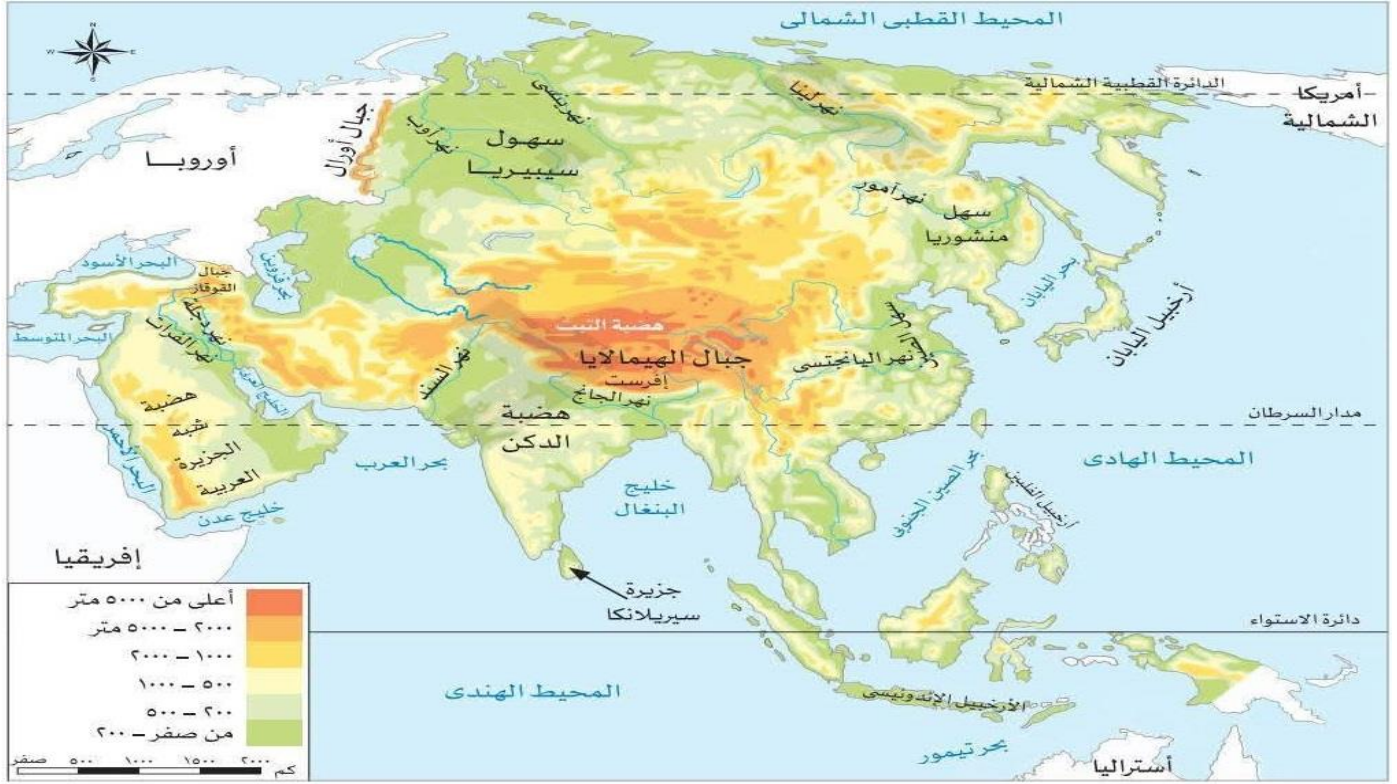 المحيط القطبى الشمالى
N
W
E
S
الدائرة القطبية الشمالية
أمريكا
الشمالية
أوروبـــا
جبال أورال
نهر أوب
نهر ينسى
نهر لينا
سهـول
سيبيريـــا
نهر أمور
سهل
منشوريا
بحر اليابان
أرخبيل اليابان
البحر الأسود
جبال
القوقاز
بحر قزوين
البحر المتوسط
نهر دجلة
نهر الفرات
هضبة التبت
جبال الهيمالايا
إفرست
نهر الجانج
نهر اليانجتسى
نهر السند
هضبة
الدكن
هضبة
شبه
الجزيرة
العربية
البحر الأحمر
خليج عدن
بحر العرب
خليج
البنغال
مدار السرطان
المحيط الهادى
بحر الصين الجنوبى
أرخبيل الفلبين
إفريقيا
جزيرة
سيريلانكا
دائرة الاستواء
المحيط الهندى
الأرخبيل الإندونيسى
بحر تيمور
أستراليا
أعلى من ٥٠٠٠ متر
٢٠٠٠ – ٥٠٠٠ متر
١٠٠٠ – ٢٠٠٠
٥٠٠ – ١٠٠٠
٢٠٠ – ٥٠٠
من صفر – ٢٠٠
صفر ٥٠٠ ١٠٠٠ ١٥٠٠ ٢٠٠٠ كم